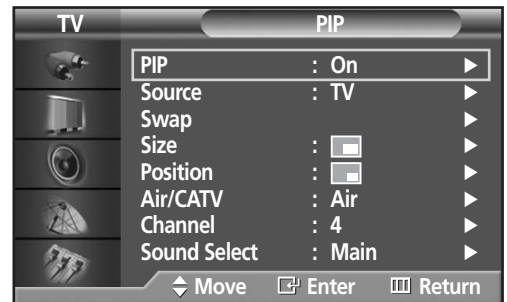 TV PIP
PIP : On
Source : TV
Swap
Size :
Position :
Air/CATV : Air
Channel : 4
Sound Select : Main
Move Enter Return